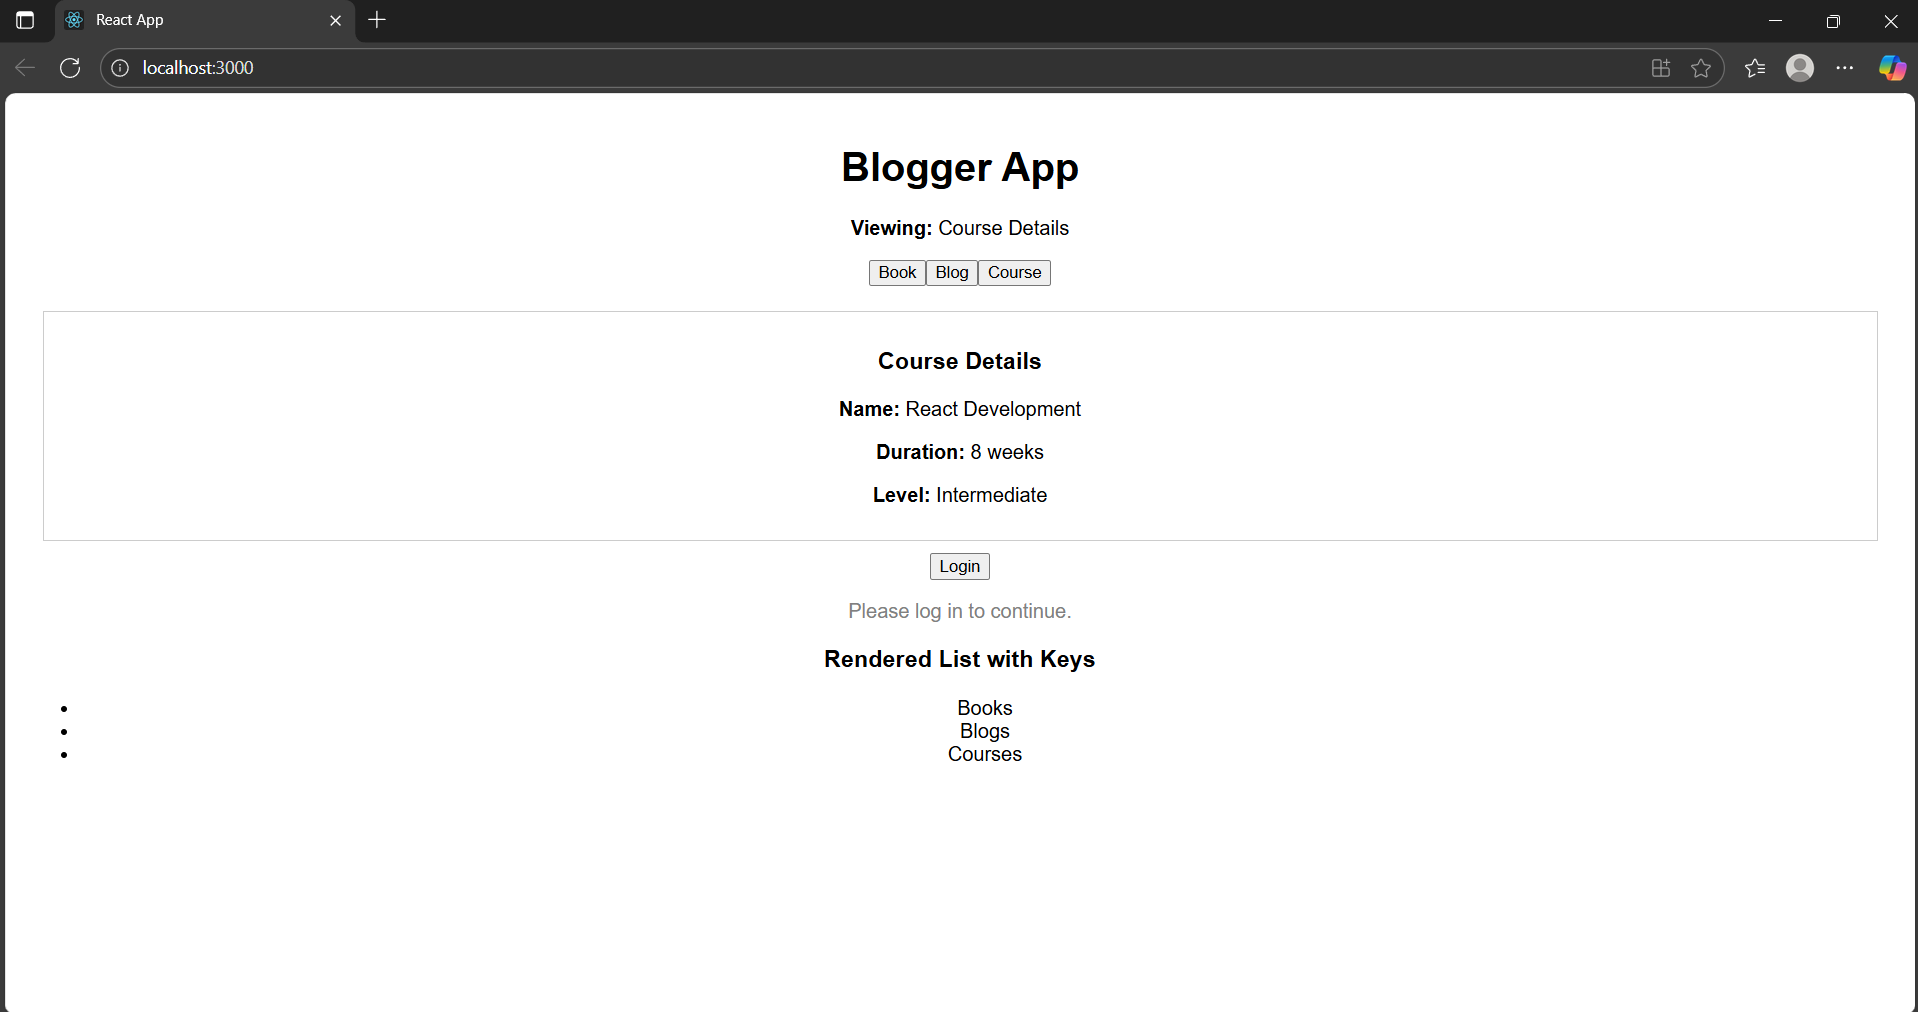 React App
localhost:3000
Blogger App
Viewing: Course Details
Book Blog Course
Course Details
Name: React Development
Duration: 8 weeks
Level: Intermediate
Login
Please log in to continue.
Rendered List with Keys
Books
Blogs
Courses